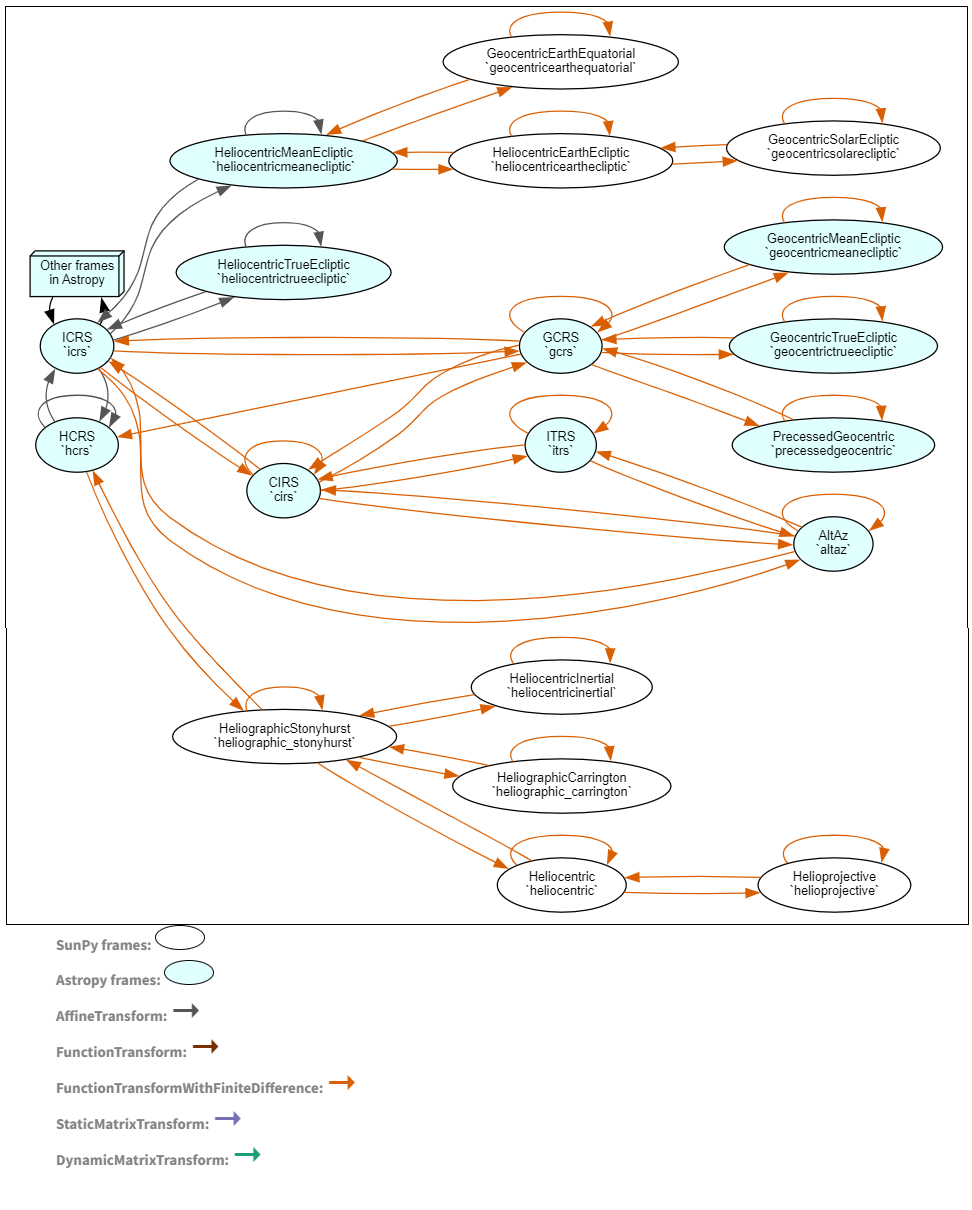 GeocentricEarthEquatorial
`geocentricearthequatorial`
HeliocentricMeanEcliptic
`heliocentricmeanecliptic`
HeliocentricEarthEcliptic
`heliocentricearthecliptic`
GeocentricSolarEcliptic
`geocentricsolarecliptic`
Other frames
in Astropy
HeliocentricTrueEcliptic
`heliocentrictrueecliptic`
GeocentricMeanEcliptic
`geocentricmeanecliptic`
ICRS
`icrs`
GCRS
`gcrs`
GeocentricTrueEcliptic
`geocentrictrueecliptic`
HCRS
`hcrs`
ITRS
`itrs`
PrecessedGeocentric
`precessedgeocentric`
CIRS
`cirs`
AltAz
`altaz`
HeliocentricInertial
`heliocentricinertial`
HeliographicStonyhurst
`heliographic_stonyhurst`
HeliographicCarrington
`heliographic_carrington`
Heliocentric
`heliocentric`
Helioprojective
`helioprojective`
SunPy frames:
Astropy frames:
AffineTransform:
FunctionTransform:
FunctionTransformWithFiniteDifference:
StaticMatrixTransform:
DynamicMatrixTransform: